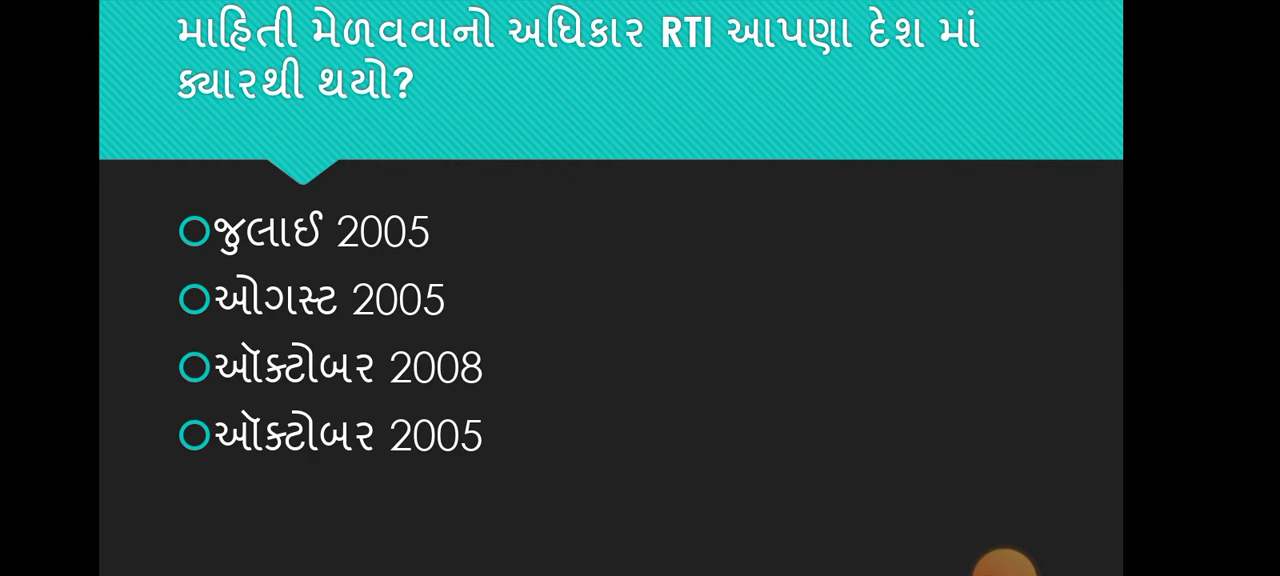 માહિતી મેળવવાનો અધિકાર RTI આપણા દેશ માં
ક્યારથી થયો?
જુલાઈ 2005
ઓગસ્ટ 2005
ઑક્ટોબર 2008
ઑક્ટોબર 2005